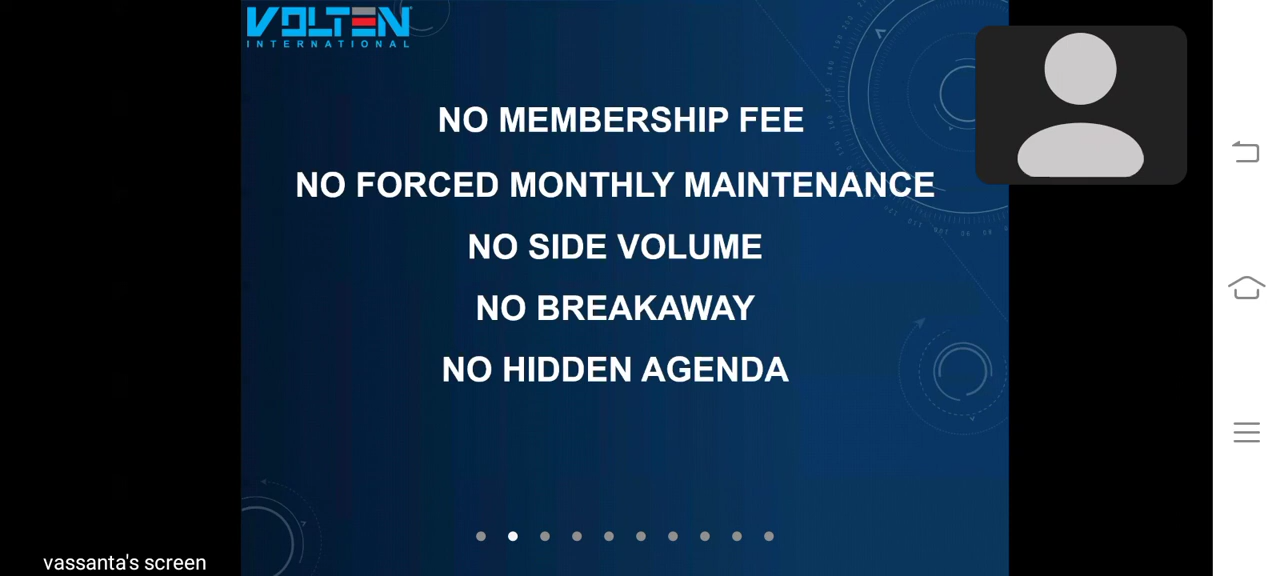 VOLTEN
INTERNATIONAL
NO MEMBERSHIP FEE
NO FORCED MONTHLY MAINTENANCE
NO SIDE VOLUME
NO BREAKAWAY
NO HIDDEN AGENDA
vassanta's screen